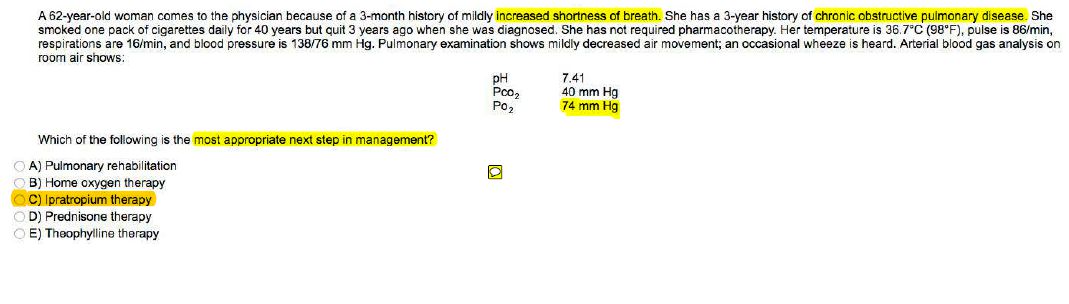 A 62-year-old woman comes to the physician because of a 3-month history of mildly increased shortness of breath. She has a 3-year history of chronic obstructive pulmonary disease. She
smoked one pack of cigarettes daily for 40 years but quit 3 years ago when she was diagnosed. She has not required pharmacotherapy. Her temperature is 36.7°C (98°F), pulse is 86/min,
respirations are 16/min, and blood pressure is 138/76 mm Hg. Pulmonary examination shows mildly decreased air movement; an occasional wheeze is heard. Arterial blood gas analysis on
room air shows:
pH 7.41
Pco₂ 40 mm Hg
Po₂ 74 mm Hg
Which of the following is the most appropriate next step in management?
A) Pulmonary rehabilitation
B) Home oxygen therapy
C) Ipratropium therapy
D) Prednisone therapy
E) Theophylline therapy